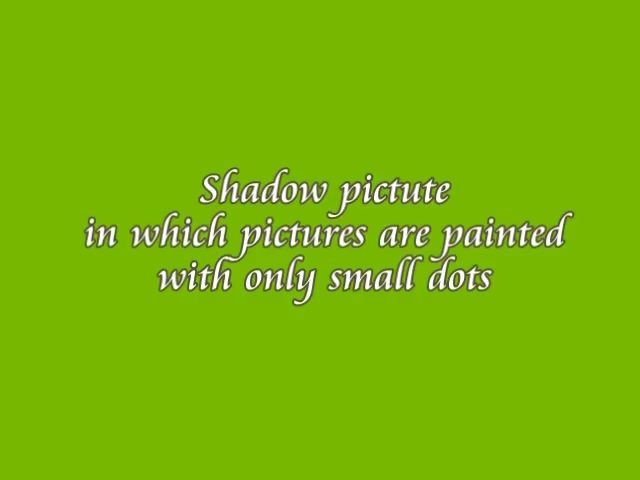 Shadow pictute
in which pictures are painted
with only small dots